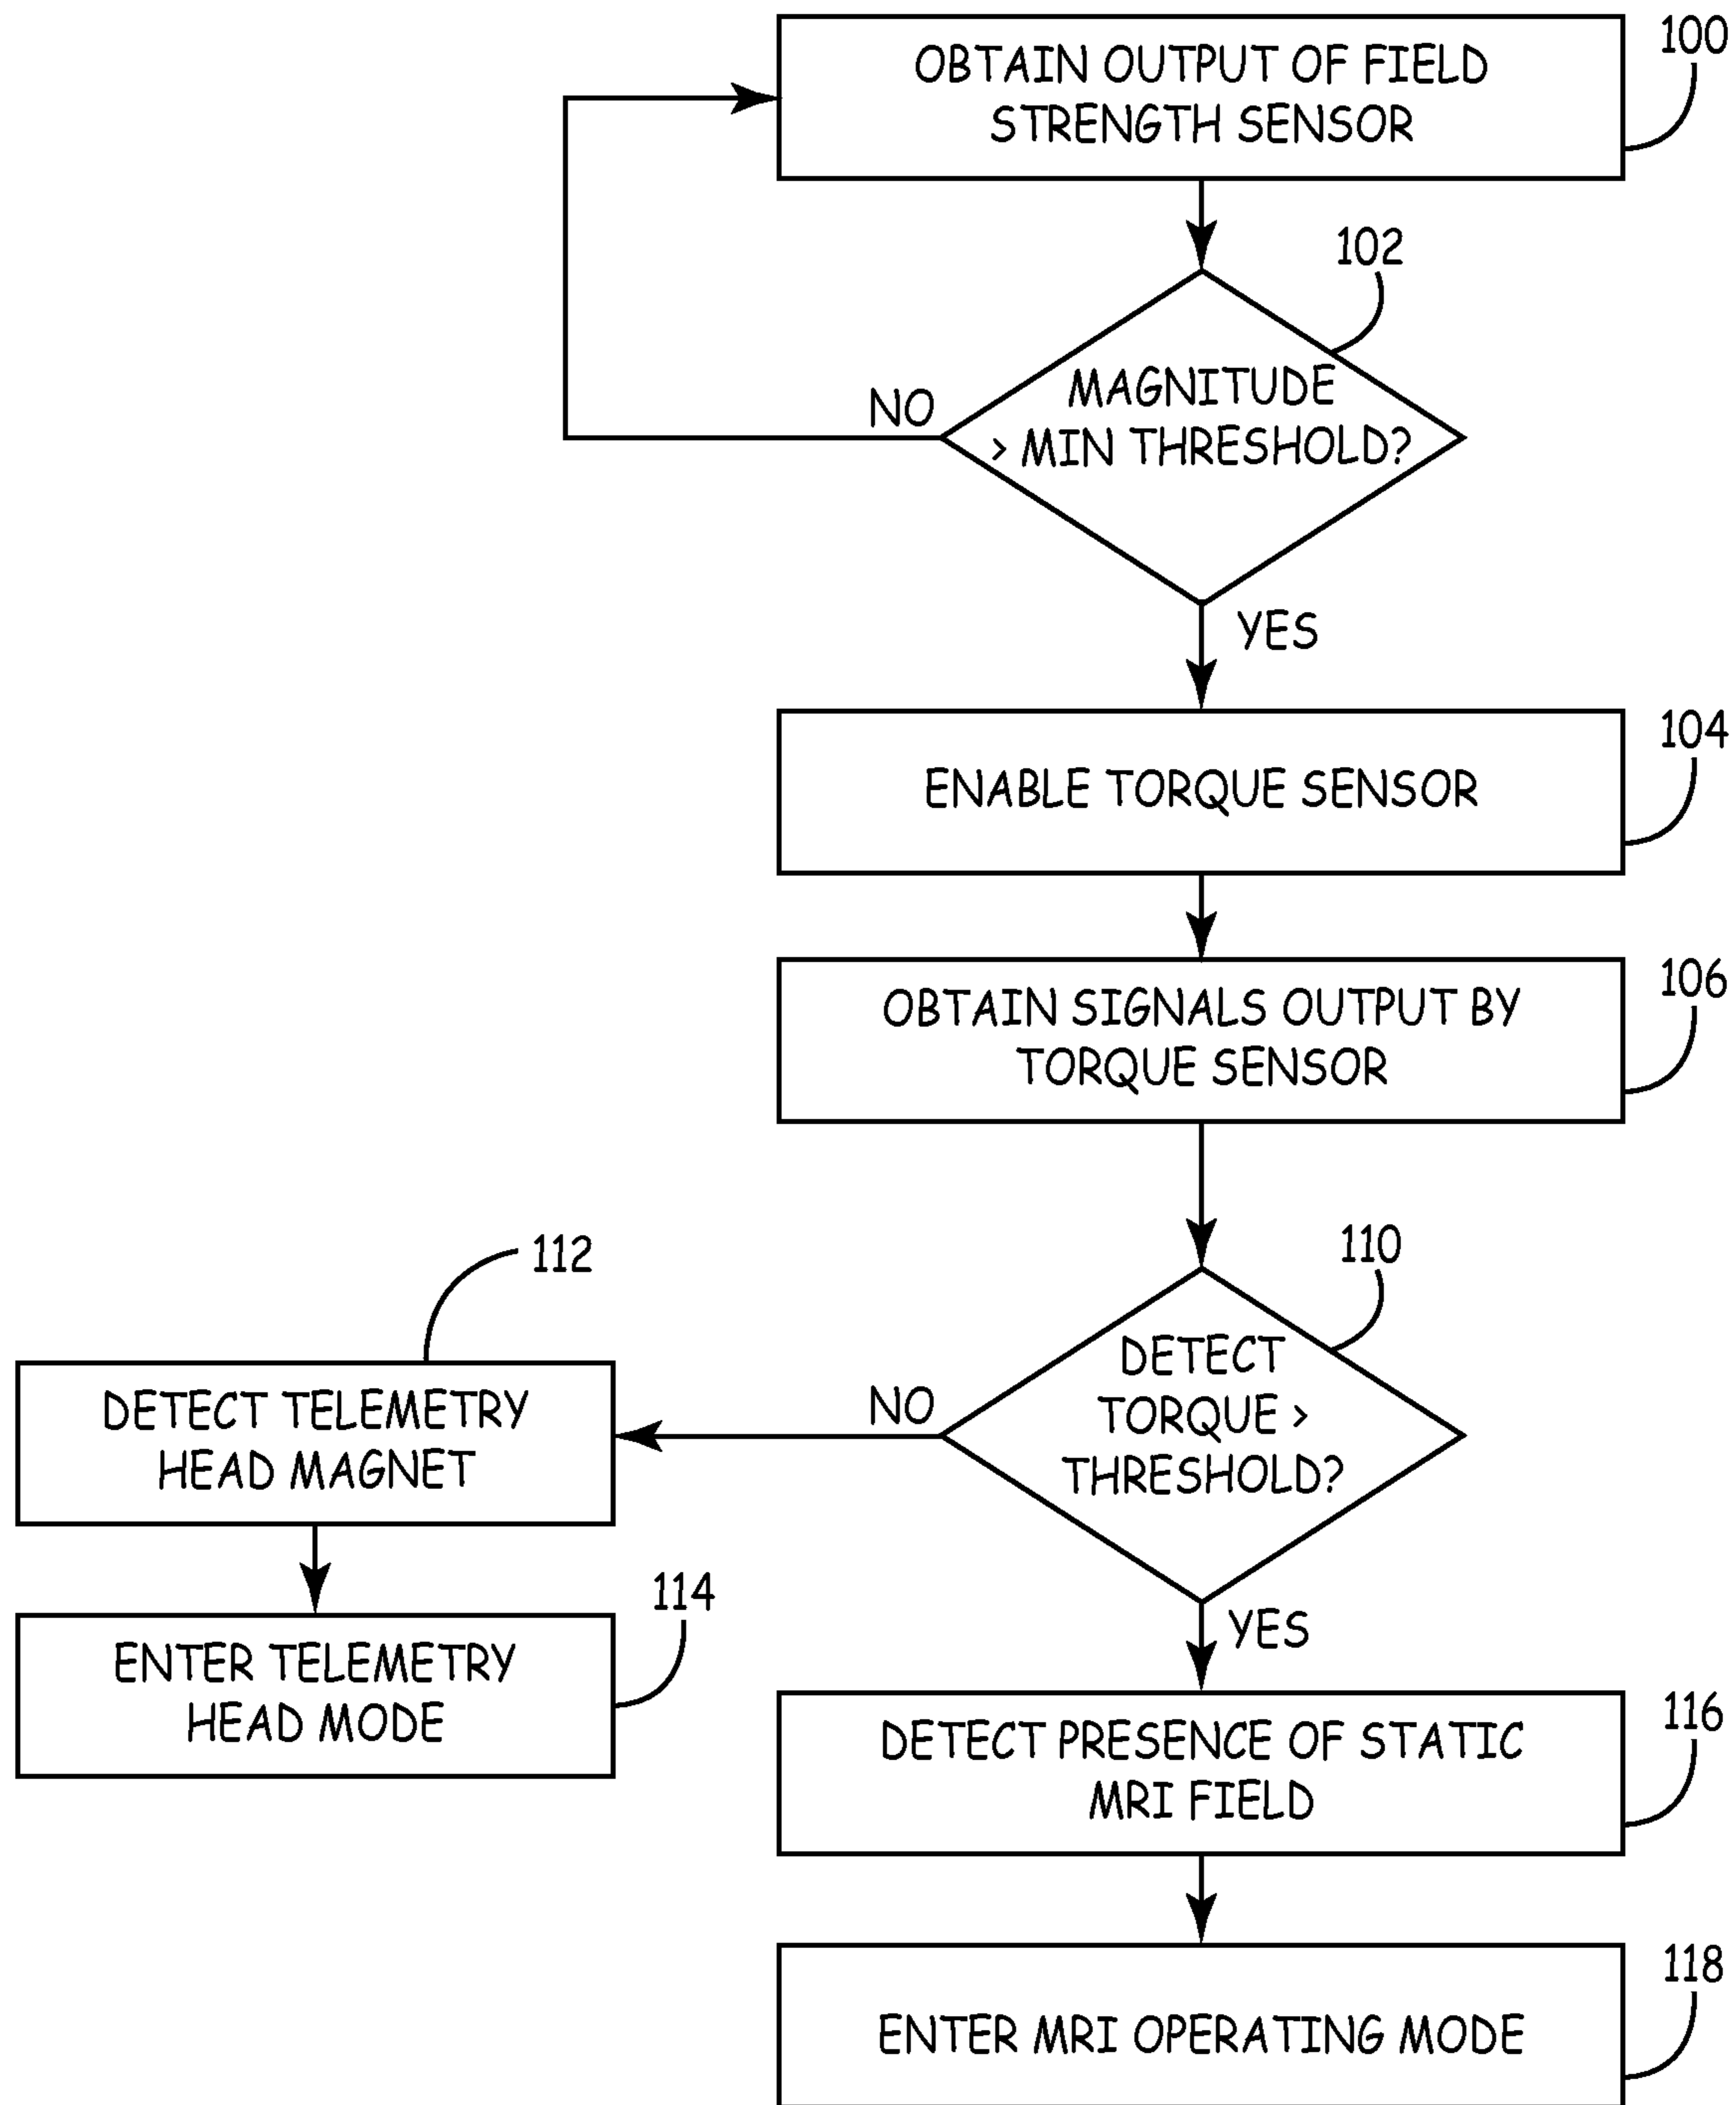 100
OBTAIN OUTPUT OF FIELD
STRENGTH SENSOR
102
MAGNITUDE
> MIN THRESHOLD?
NO
YES
104
ENABLE TORQUE SENSOR
106
OBTAIN SIGNALS OUTPUT BY
TORQUE SENSOR
110
DETECT
TORQUE >
THRESHOLD?
NO
112
DETECT TELEMETRY
HEAD MAGNET
114
ENTER TELEMETRY
HEAD MODE
YES
116
DETECT PRESENCE OF STATIC
MRI FIELD
118
ENTER MRI OPERATING MODE